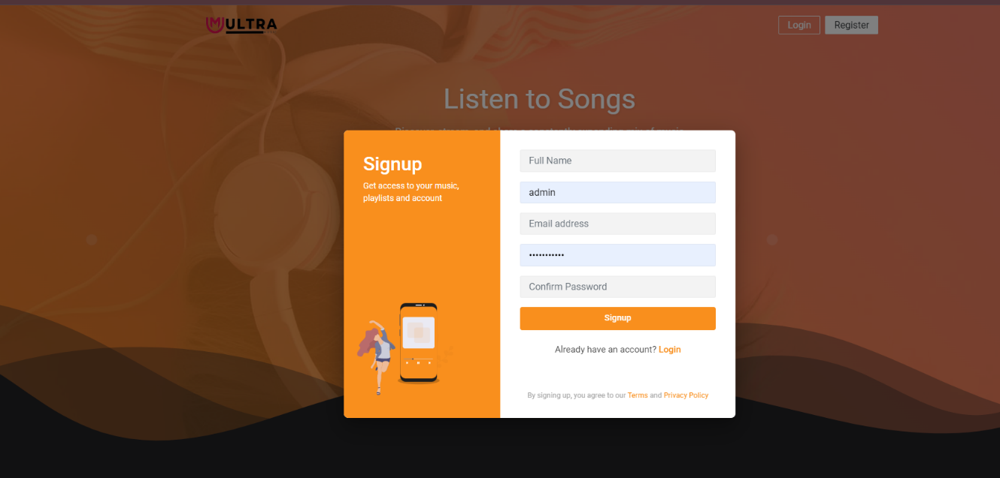 MULTRA
Login
Register
Listen to Songs
Signup
Get access to your music,
playlists and account
Full Name
admin
Email address
•••••••••••
Confirm Password
Signup
Already have an account? Login
By signing up, you agree to our Terms and Privacy Policy